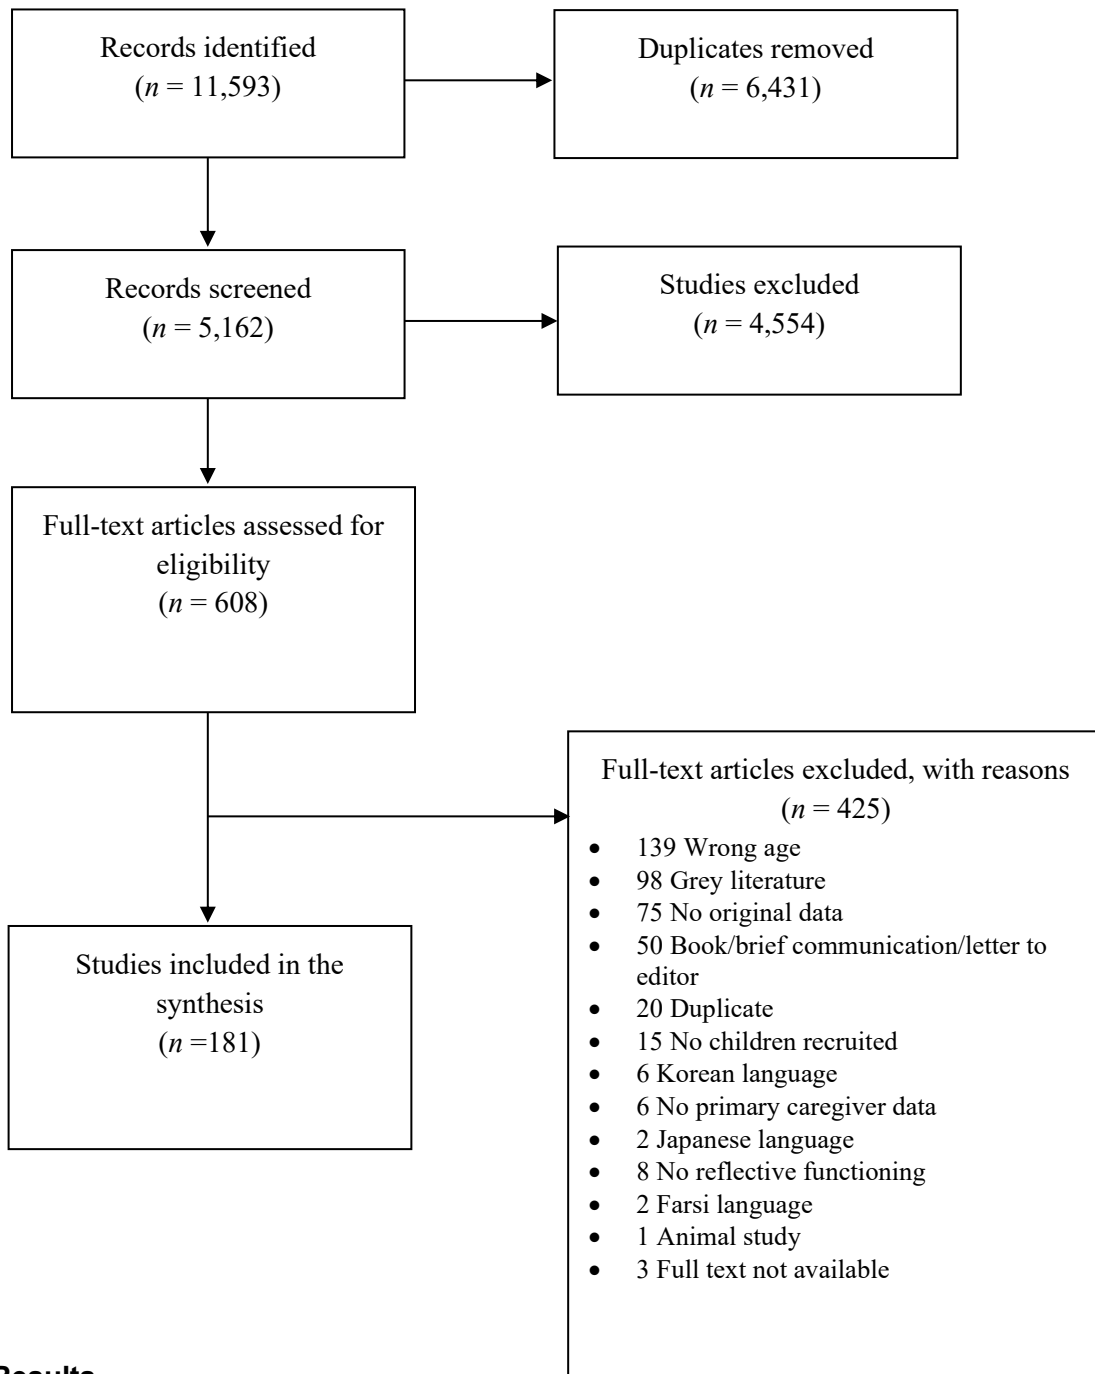 Records identified
(n = 11,593)
Duplicates removed
(n = 6,431)
Records screened
(n = 5,162)
Studies excluded
(n = 4,554)
Full-text articles assessed for
eligibility
(n = 608)
Full-text articles excluded, with reasons
(n = 425)
• 139 Wrong age
• 98 Grey literature
• 75 No original data
• 50 Book/brief communication/letter to
editor
• 20 Duplicate
• 15 No children recruited
• 6 Korean language
• 6 No primary caregiver data
• 2 Japanese language
• 8 No reflective functioning
• 2 Farsi language
• 1 Animal study
• 3 Full text not available
Studies included in the
synthesis
(n =181)